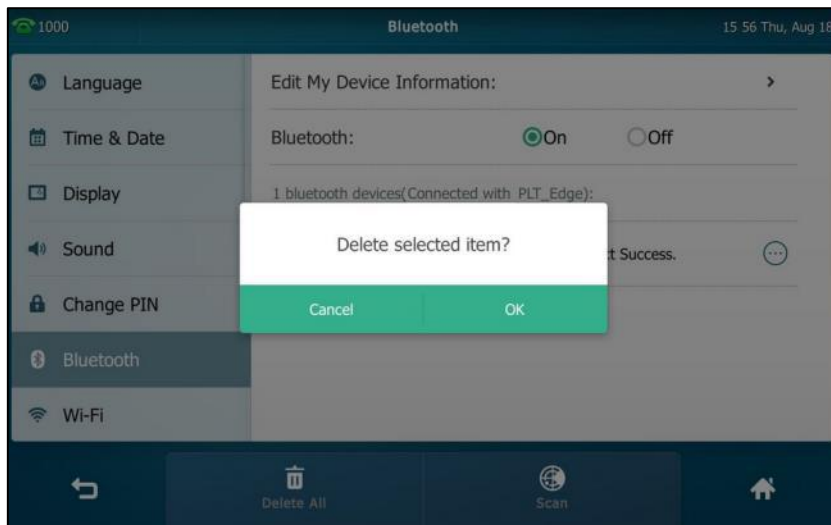 1000 Bluetooth 15 56 Thu, Aug 18
Language
Edit My Device Information:
Time & Date
Bluetooth: On Off
Display
1 bluetooth devices(Connected with PLT_Edge):
Sound
Delete selected item?
Success.
Change PIN
Cancel OK
Bluetooth
Wi-Fi
Delete All Scan